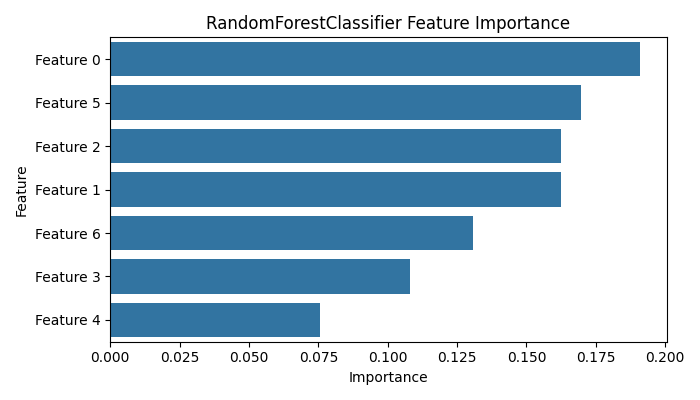 RandomForestClassifier Feature Importance
Feature
Feature 0
Feature 5
Feature 2
Feature 1
Feature 6
Feature 3
Feature 4
0.000 0.025 0.050 0.075 0.100 0.125 0.150 0.175 0.200
Importance